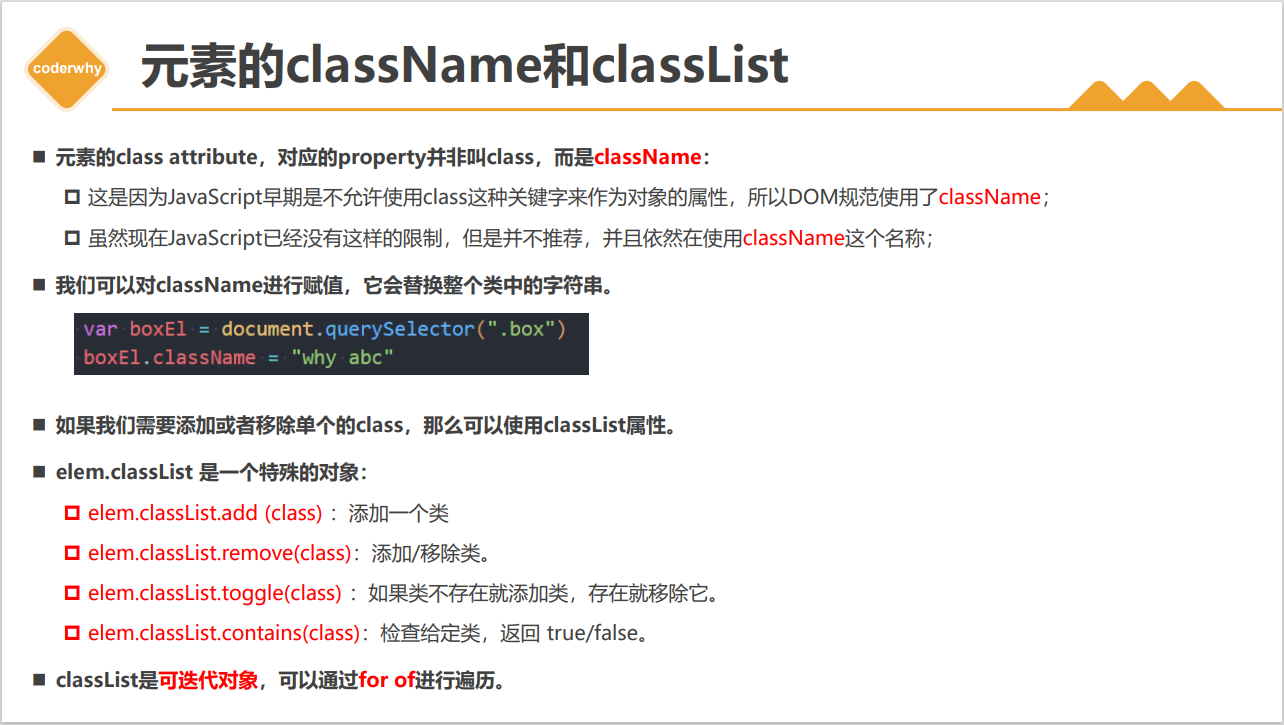 coderwhy
元素的className和classList
元素的class attribute，对应的property并非叫class，而是className：
这是因为JavaScript早期是不允许使用class这种关键字来作为对象的属性，所以DOM规范使用了className；
虽然现在JavaScript已经没有这样的限制，但是并不推荐，并且依然在使用className这个名称；
我们可以对className进行赋值，它会替换整个类中的字符串。
var boxEl = document.querySelector(".box")
boxEl.className = "why abc"
如果我们需要添加或者移除单个的class，那么可以使用classList属性。
elem.classList 是一个特殊的对象：
elem.classList.add (class) ：添加一个类
elem.classList.remove(class)：添加/移除类。
elem.classList.toggle(class) ：如果类不存在就添加类，存在就移除它。
elem.classList.contains(class)：检查给定类，返回 true/false。
classList是可迭代对象，可以通过for of进行遍历。